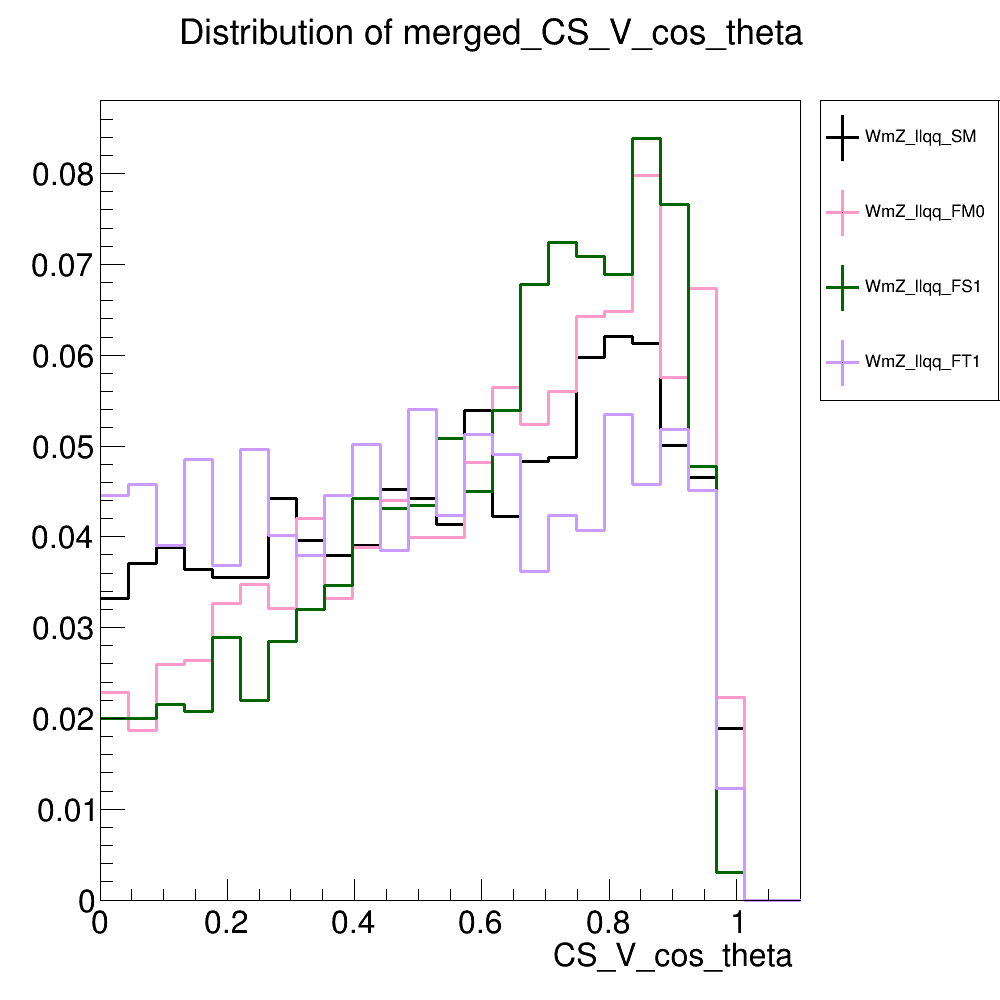 Distribution of merged_CS_V_cos_theta
WmZ_llqq_SM
WmZ_llqq_FM0
WmZ_llqq_FS1
WmZ_llqq_FT1
0.08
0.07
0.06
0.05
0.04
0.03
0.02
0.01
0
0 0.2 0.4 0.6 0.8 1
CS_V_cos_theta